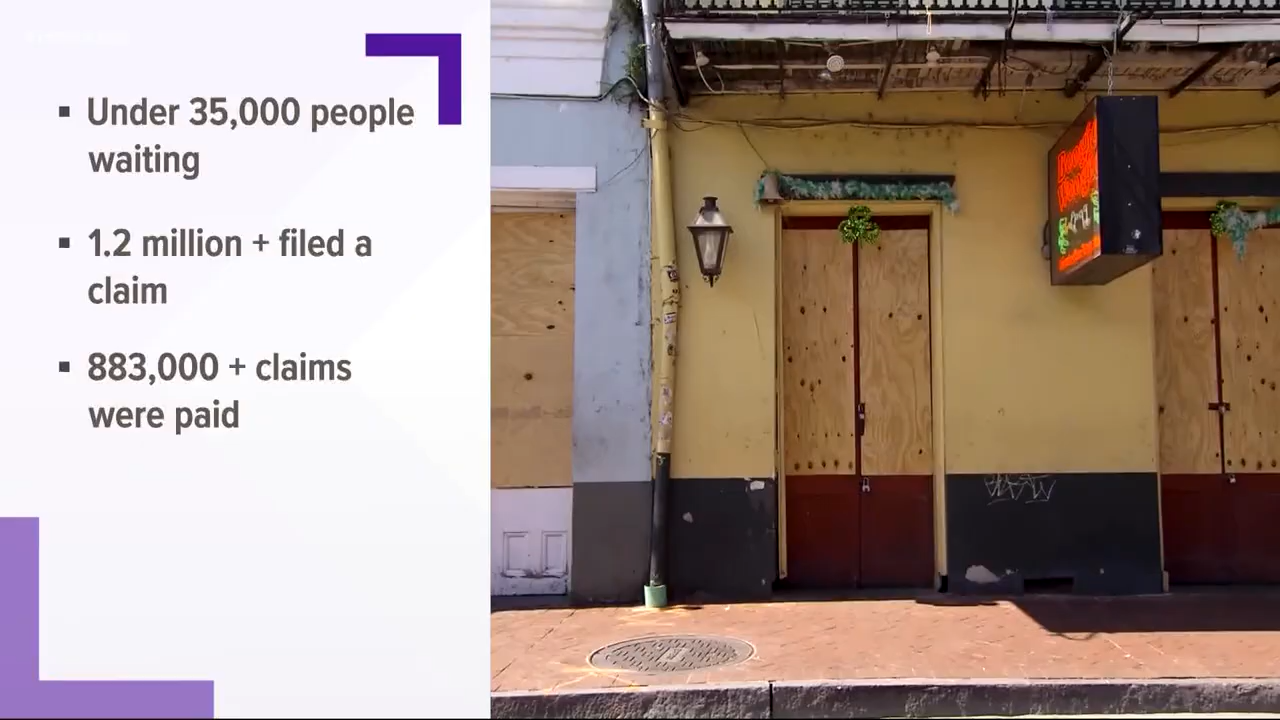 Under 35,000 people
waiting
1.2 million + filed a
claim
883,000 + claims
were paid